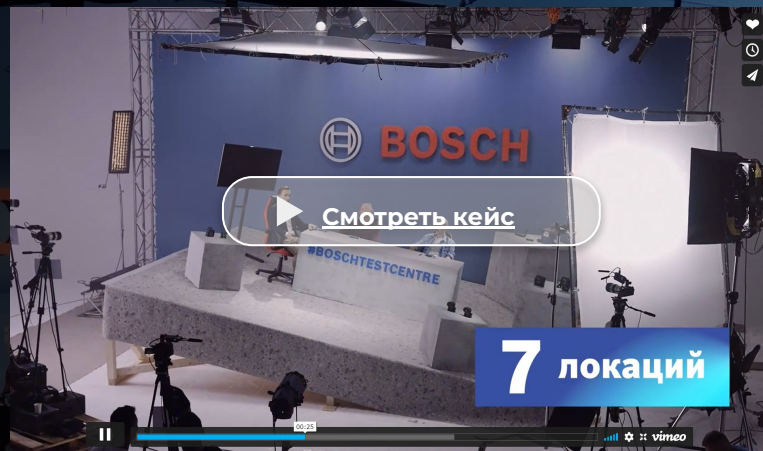 BOSCH
Смотреть кейс
#BOSCHTESTCENTRE
7 локаций
00:25
vimeo